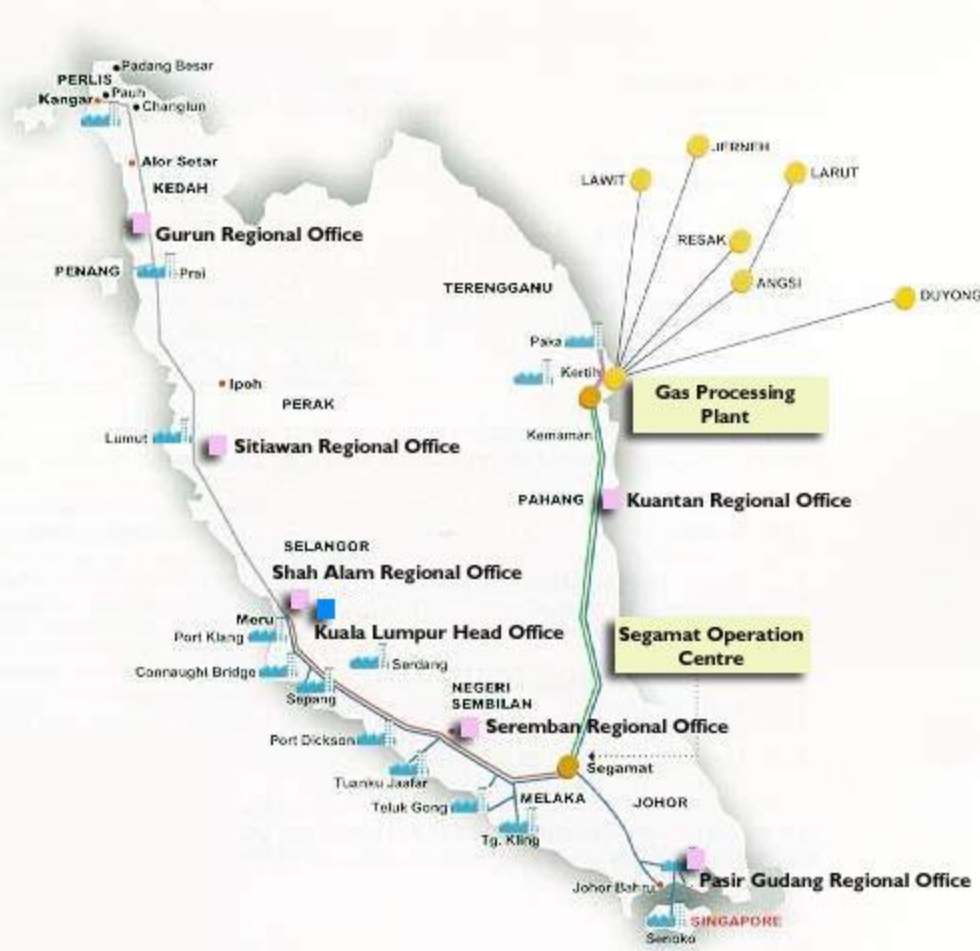 Padang Besar
PERLIS
Pauh
Kangar
Changlun
Alor Setar
KEDAH
Gurun Regional Office
PENANG
Prai
JERNEH
LAWIT
LARUT
RESAK
ANGSI
DUYONG
TERENGGANU
Paka
Kertih
Gas Processing
Plant
Ipoh
PERAK
Kemaman
Lumut
Sitiawan Regional Office
PAHANG
Kuantan Regional Office
SELANGOR
Shah Alam Regional Office
Meru
Port Klang
Kuala Lumpur Head Office
Segamat Operation
Centre
Connaughi Bridge
Serdang
Sepang
NEGERI
SEMBILAN
Seremban Regional Office
Port Dickson
Segamat
Tuanku Jaafar
MELAKA
JOHOR
Teluk Gong
Tg. Kling
Johor Bahru
Pasir Gudang Regional Office
SINGAPORE
Senoko